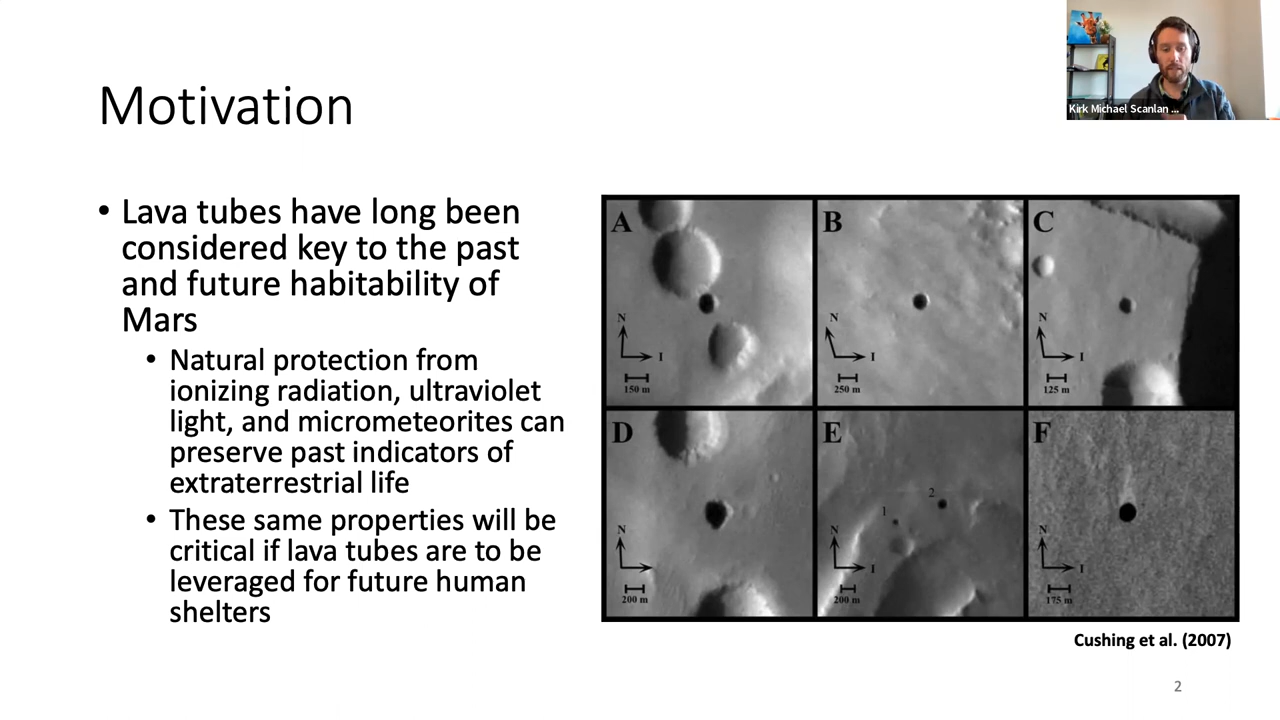 Kirk Michael Scanlan ...
Motivation
• Lava tubes have long been
considered key to the past
and future habitability of
Mars
• Natural protection from
ionizing radiation, ultraviolet
light, and micrometeorites can
preserve past indicators of
extraterrestrial life
• These same properties will be
critical if lava tubes are to be
leveraged for future human
shelters
A
N
I
150 m
B
N
I
250 m
C
N
I
125 m
D
N
200 m
E
1
2
N
I
200 m
F
N
I
175 m
Cushing et al. (2007)
2